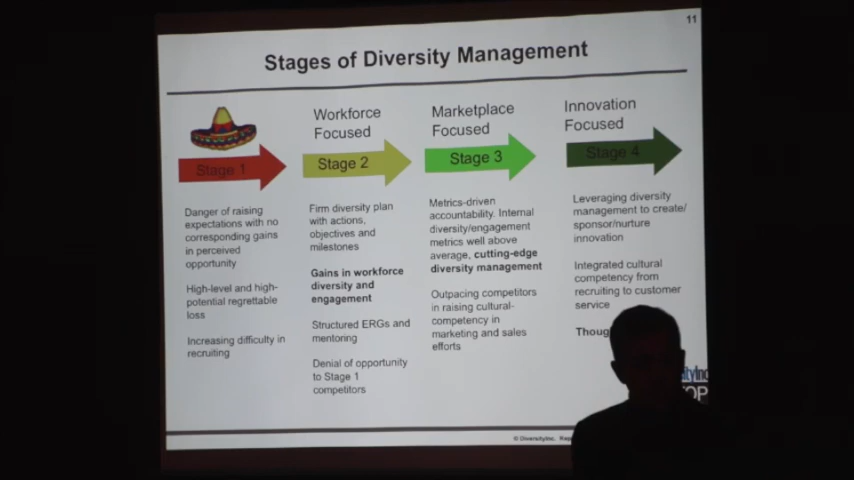 11
Stages of Diversity Management
Stage 1
Danger of raising
expectations with no
corresponding gains
in perceived
opportunity
High-level and high-
potential regrettable
loss
Increasing difficulty in
recruiting
Workforce
Focused
Stage 2
Firm diversity plan
with actions,
objectives and
milestones
Gains in workforce
diversity and
engagement
Structured ERGs and
mentoring
Denial of opportunity
to Stage 1
competitors
Marketplace
Focused
Stage 3
Metrics-driven
accountability. Internal
diversity/engagement
metrics well above
average, cutting-edge
diversity management
Outpacing competitors
in raising cultural-
competency in
marketing and sales
efforts
Innovation
Focused
Stage 4
Leveraging diversity
management to create/
sponsor/nurture
innovation
Integrated cultural
competency from
recruiting to customer
service
© DiversityInc.